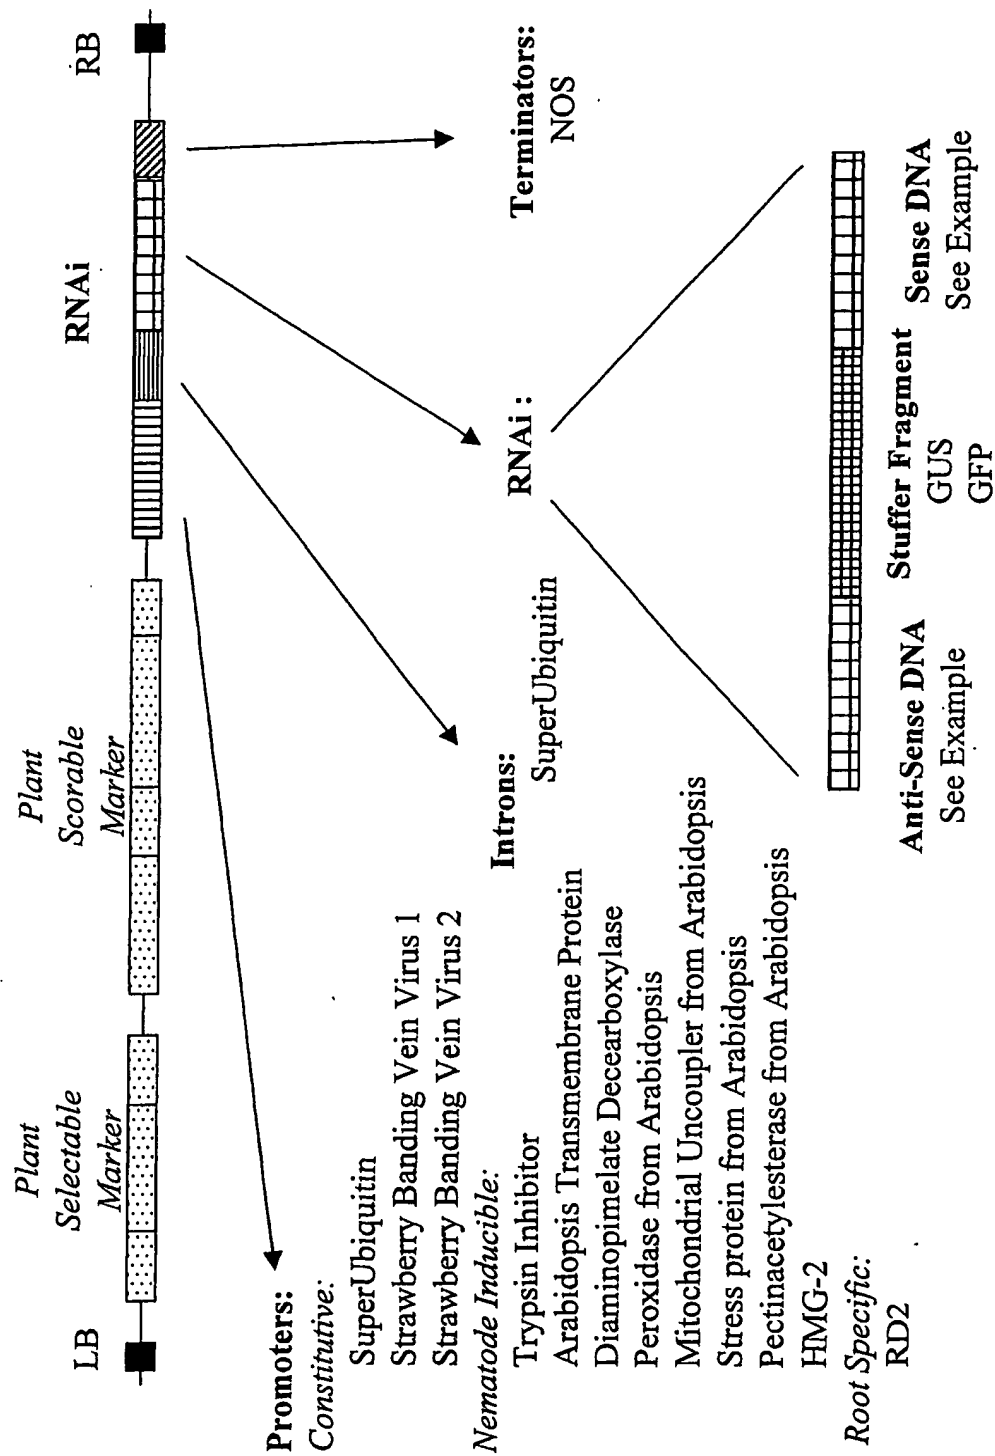 LB
Plant
Selectable
Marker
Plant
Scorable
Marker
RNAi
RB
Promoters:
Constitutive:
SuperUbiquitin
Strawberry Banding Vein Virus 1
Strawberry Banding Vein Virus 2
Nematode Inducible:
Trypsin Inhibitor
Arabidopsis Transmembrane Protein
Diaminopimelate Decearboxylase
Peroxidase from Arabidopsis
Mitochondrial Uncoupler from Arabidopsis
Stress protein from Arabidopsis
Pectinacetylesterase from Arabidopsis
HMG-2
Root Specific:
RD2
Introns:
SuperUbiquitin
RNAi :
Terminators:
NOS
Anti-Sense DNA
See Example
Stuffer Fragment
GUS
GFP
Sense DNA
See Example